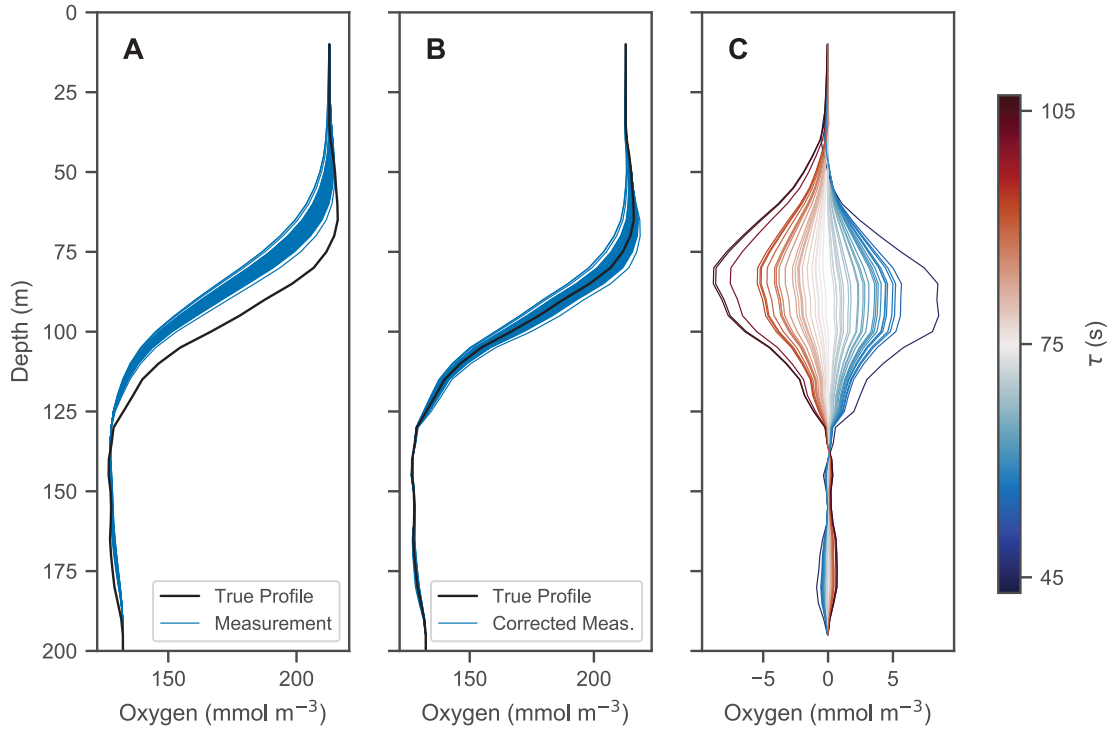 A
B
C
0
25
50
75
100
125
150
175
200
Depth (m)
True Profile
Measurement
True Profile
Corrected Meas.
150
200
150
200
−5
0
5
Oxygen (mmol m⁻³)
Oxygen (mmol m⁻³)
Oxygen (mmol m⁻³)
105
75
45
τ (s)